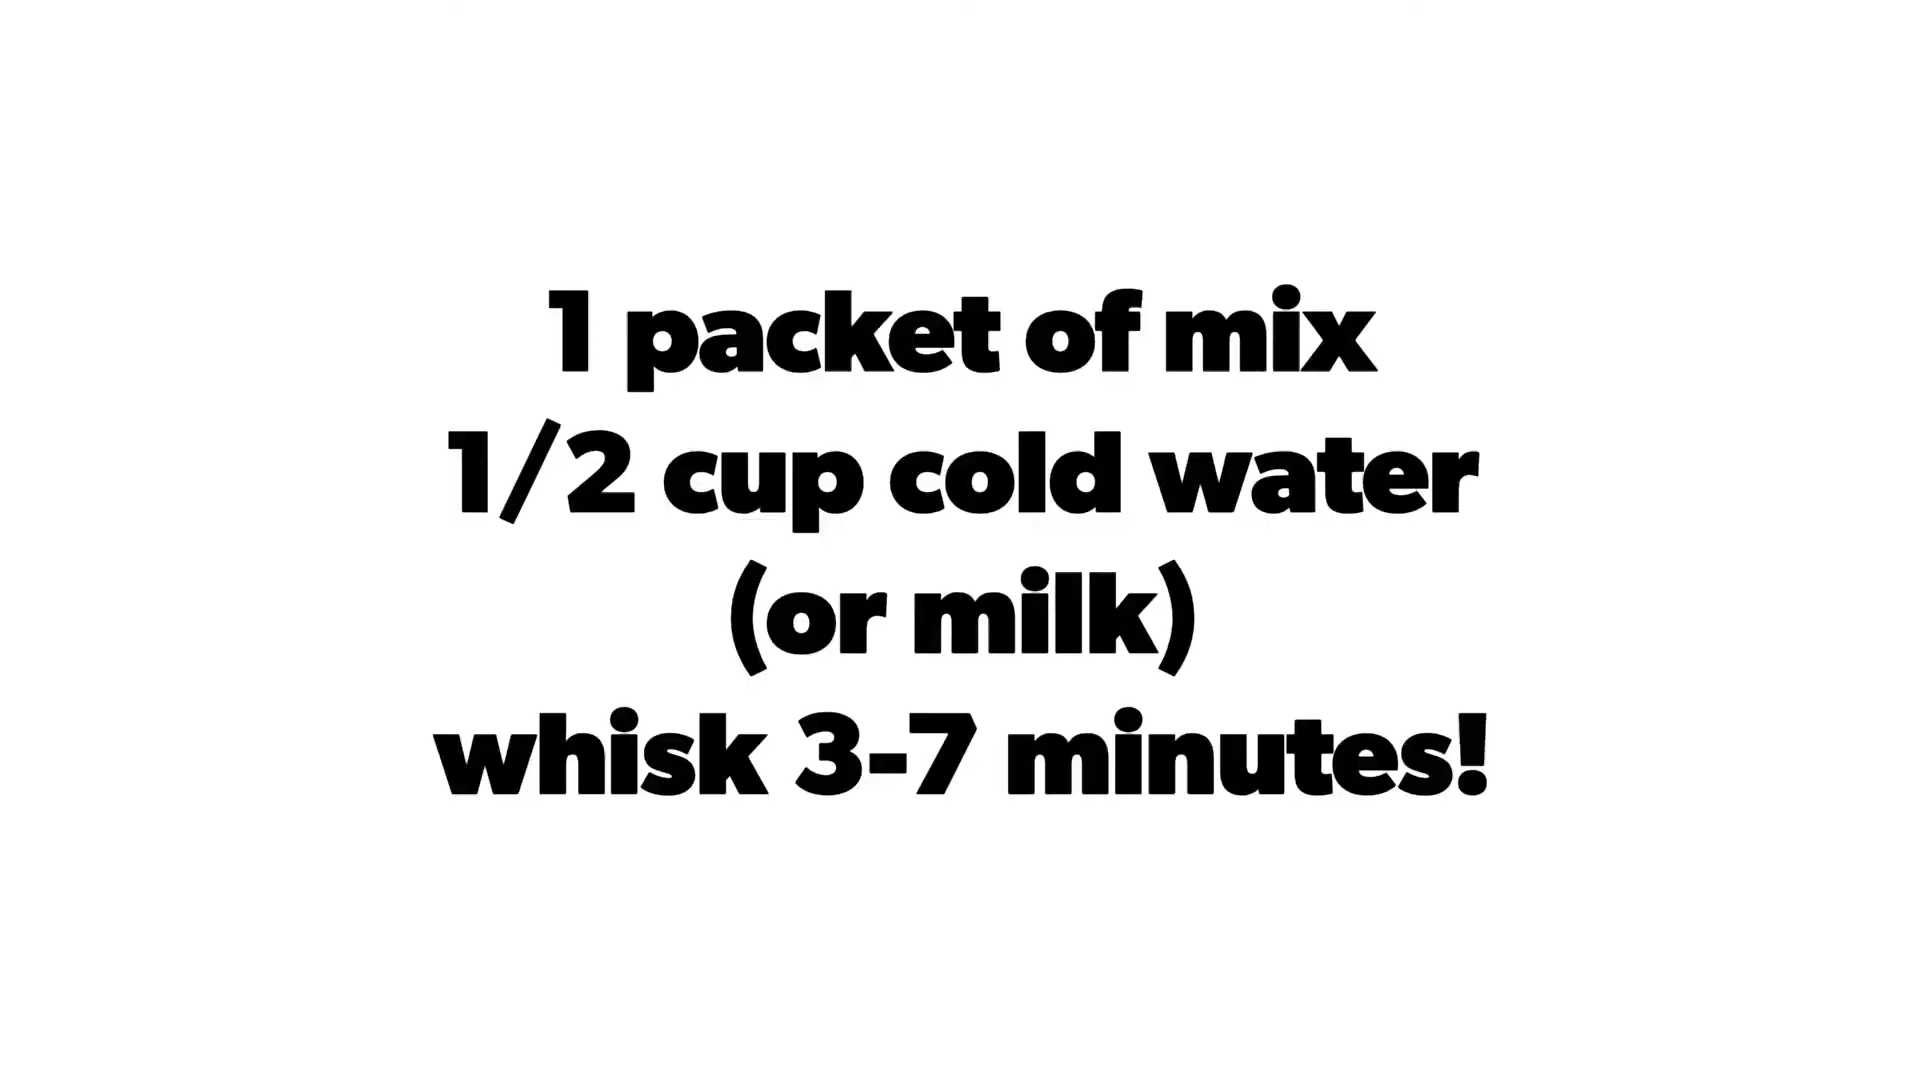 1 packet of mix
1/2 cup cold water
(or milk)
whisk 3-7 minutes!